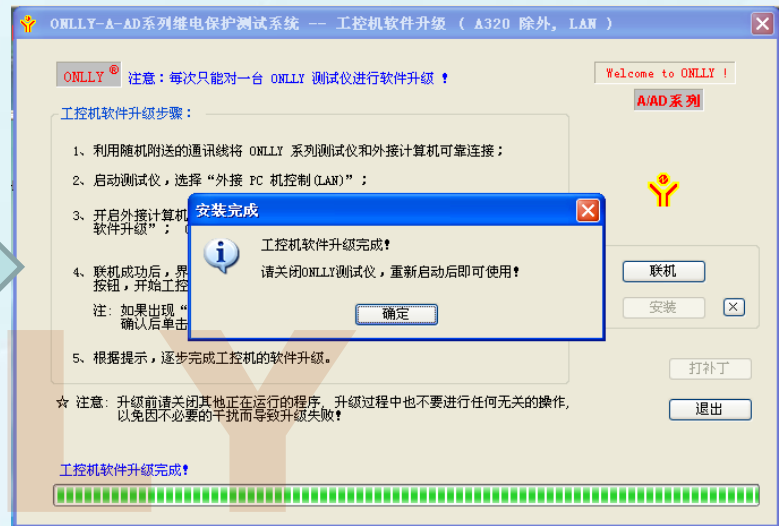 ONLLY-A-AD系列继电保护测试系统 -- 工控机软件升级 ( A320 除外, LAN )
ONLLY ® 注意：每次只能对一台 ONLLY 测试仪进行软件升级 !
Welcome to ONLLY !
A/AD系列
工控机软件升级步骤：
1、利用随机附送的通讯线将 ONLLY 系列测试仪和外接计算机可靠连接；
2、启动测试仪，选择“外接 PC 机控制(LAN)”；
3、开启外接计算机
软件升级”； (
安装完成
工控机软件升级完成!
请关闭ONLLY测试仪，重新启动后即可使用!
确定
4、联机成功后，界
按钮，开始工控
注: 如果出现“
确认后单击
联机
安装
5、根据提示，逐步完成工控机的软件升级。
打补丁
☆ 注意: 升级前请关闭其他正在运行的程序, 升级过程中也不要进行任何无关的操作,
以免因不必要的干扰而导致升级失败!
退出
工控机软件升级完成!
LY